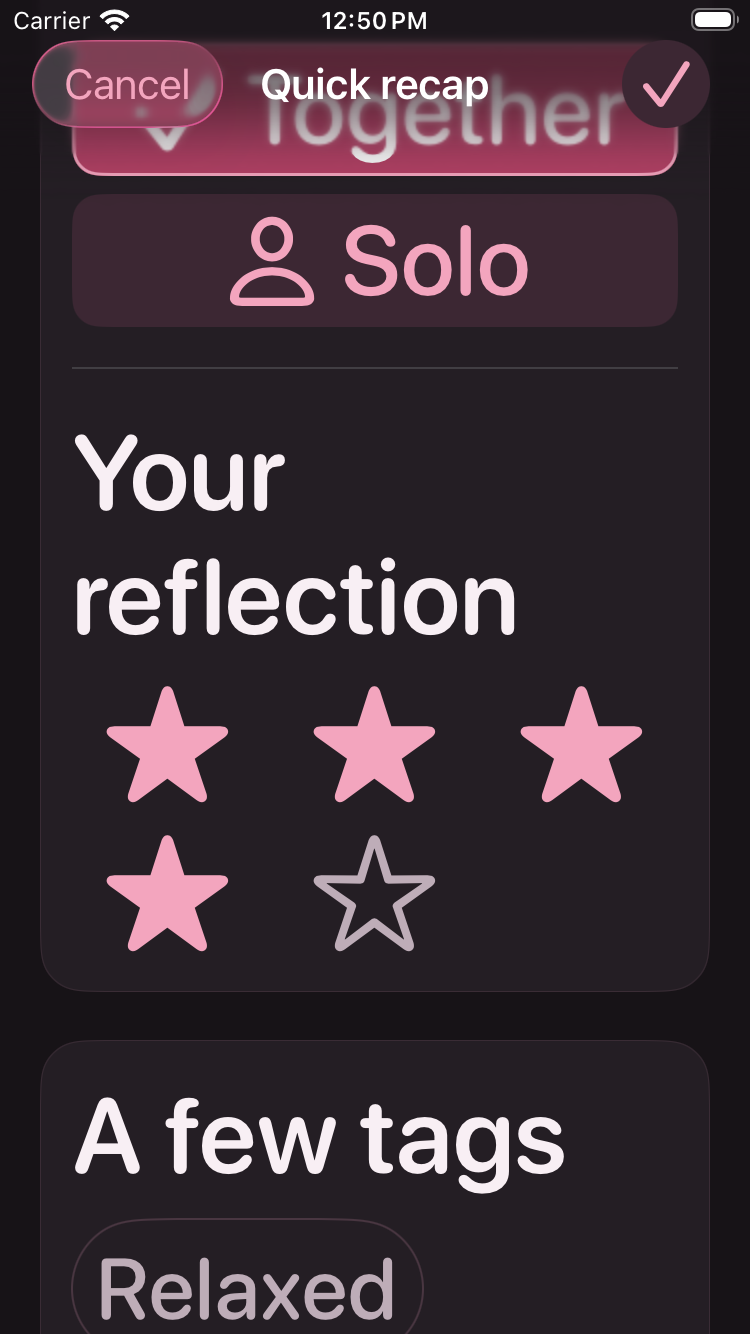 Carrier 12:50 PM
Cancel Quick recap
Together
Solo
Your
reflection
A few tags
Relaxed